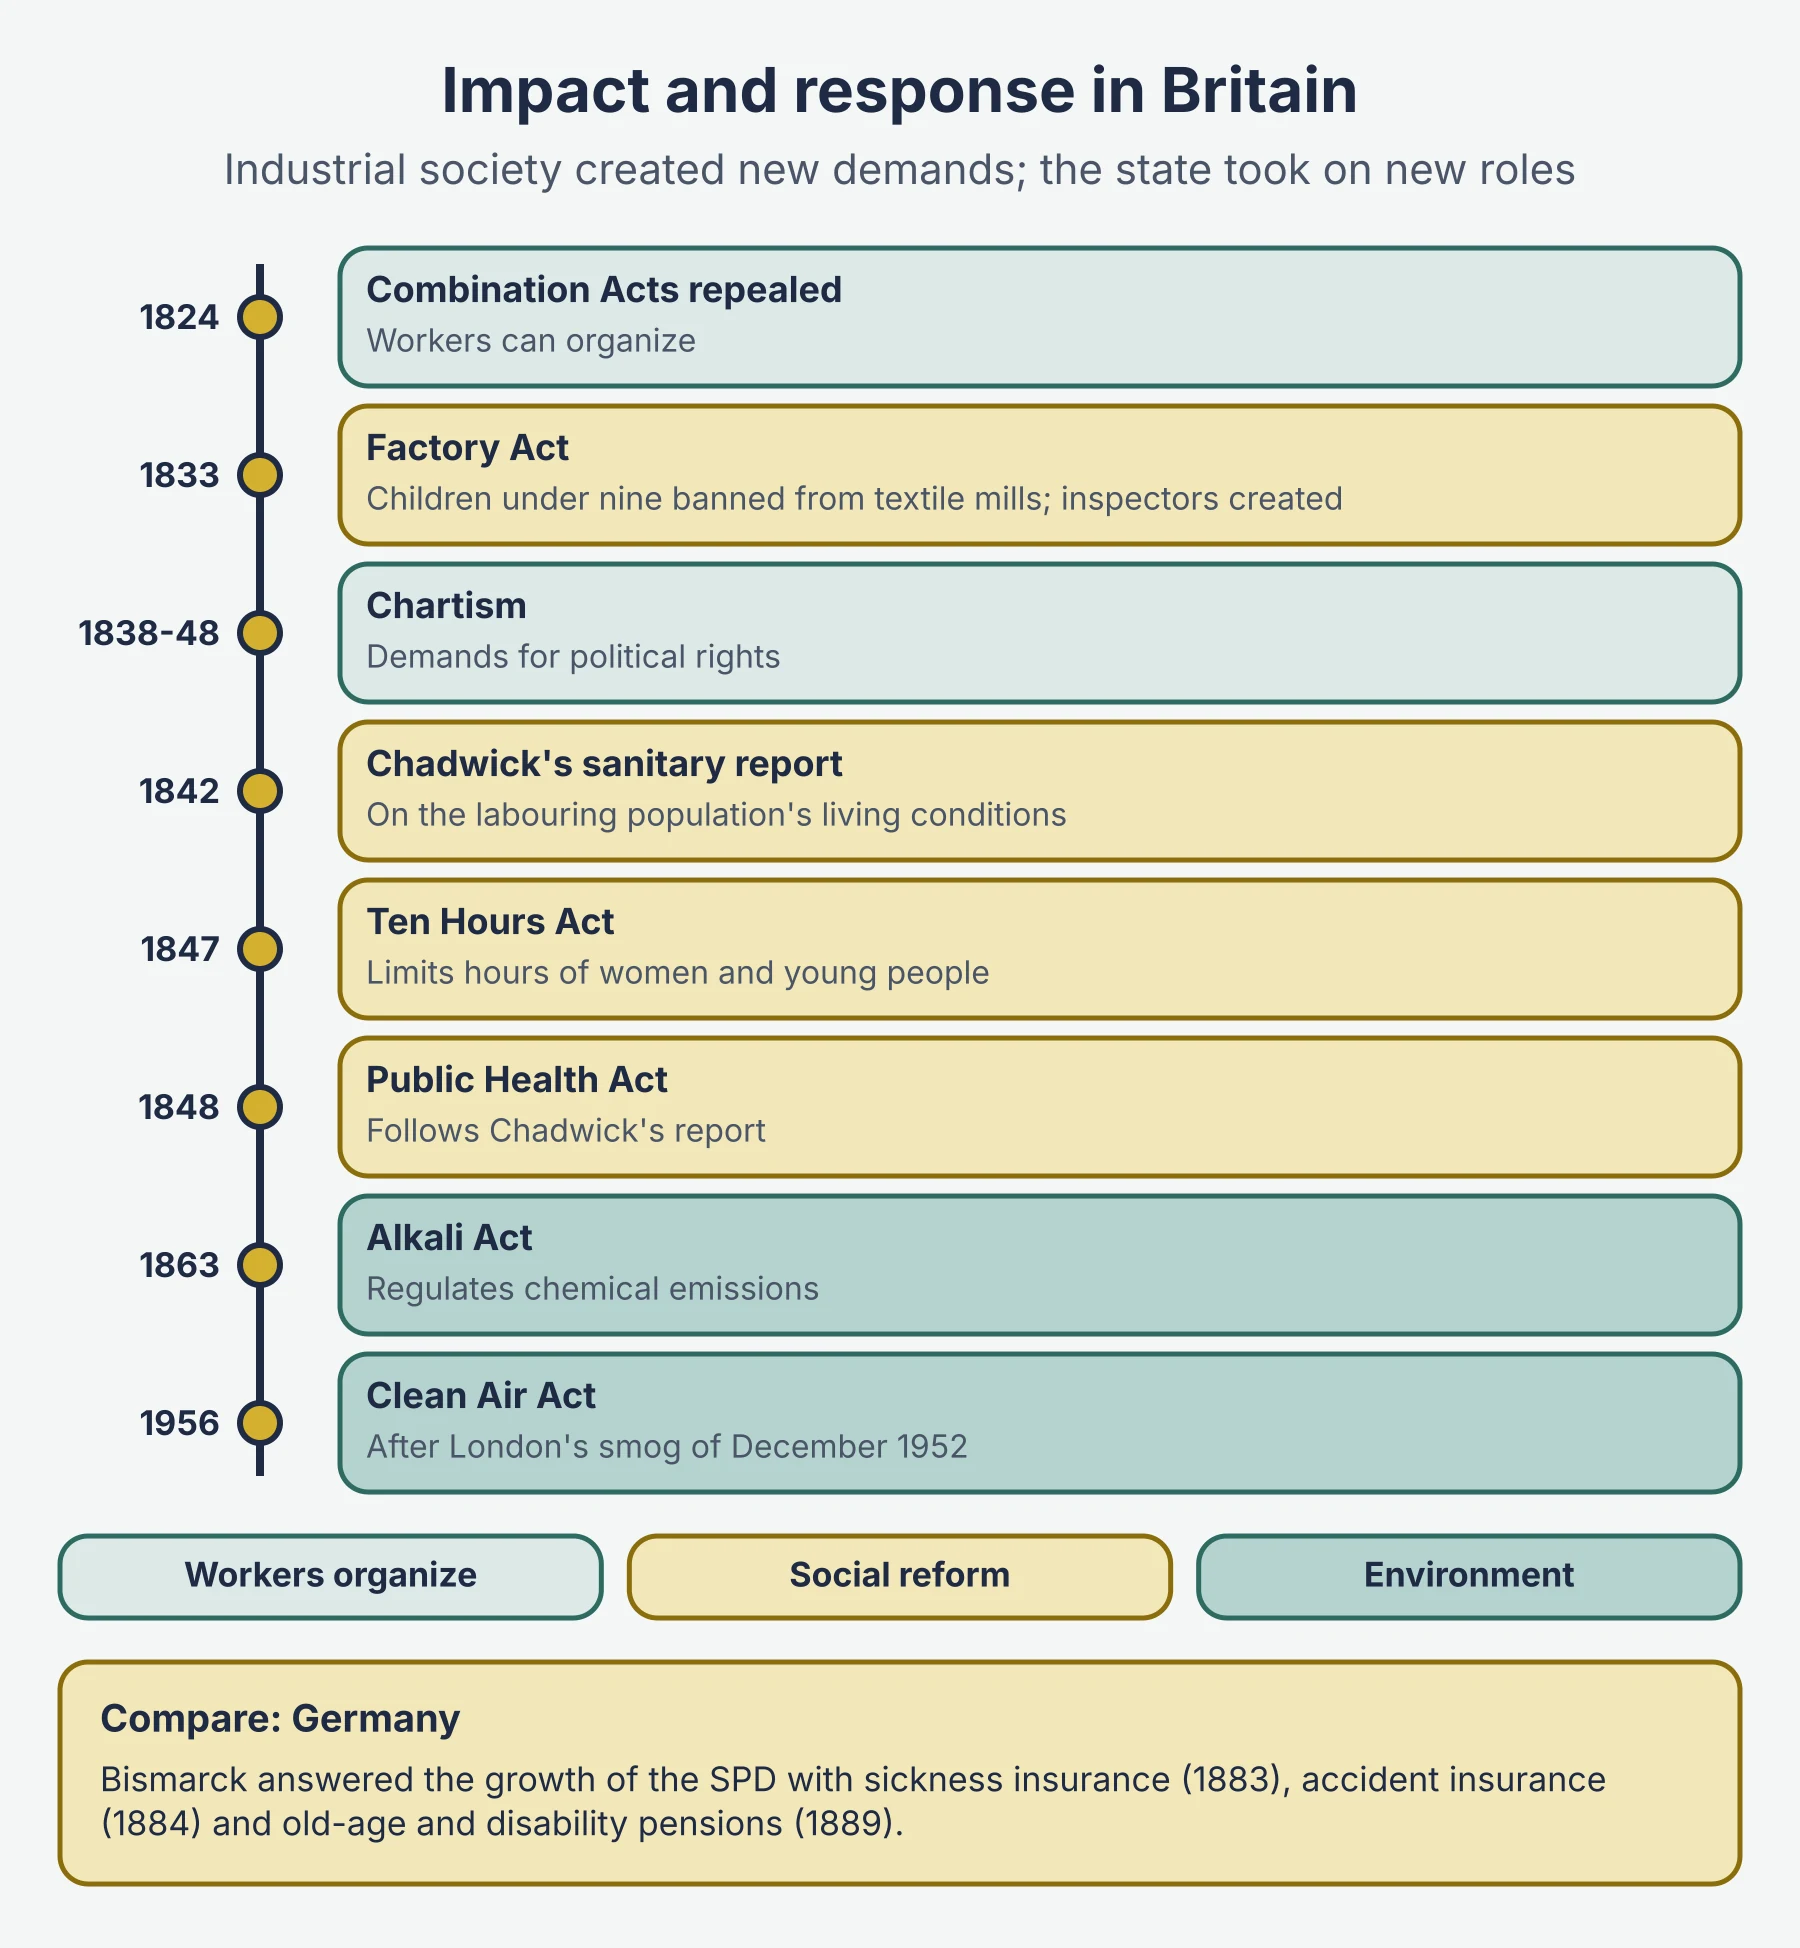 Impact and response in Britain
Industrial society created new demands; the state took on new roles
1824
Combination Acts repealed
Workers can organize
1833
Factory Act
Children under nine banned from textile mills; inspectors created
1838-48
Chartism
Demands for political rights
1842
Chadwick's sanitary report
On the labouring population's living conditions
1847
Ten Hours Act
Limits hours of women and young people
1848
Public Health Act
Follows Chadwick's report
1863
Alkali Act
Regulates chemical emissions
1956
Clean Air Act
After London's smog of December 1952
Workers organize
Social reform
Environment
Compare: Germany
Bismarck answered the growth of the SPD with sickness insurance (1883), accident insurance
(1884) and old-age and disability pensions (1889).